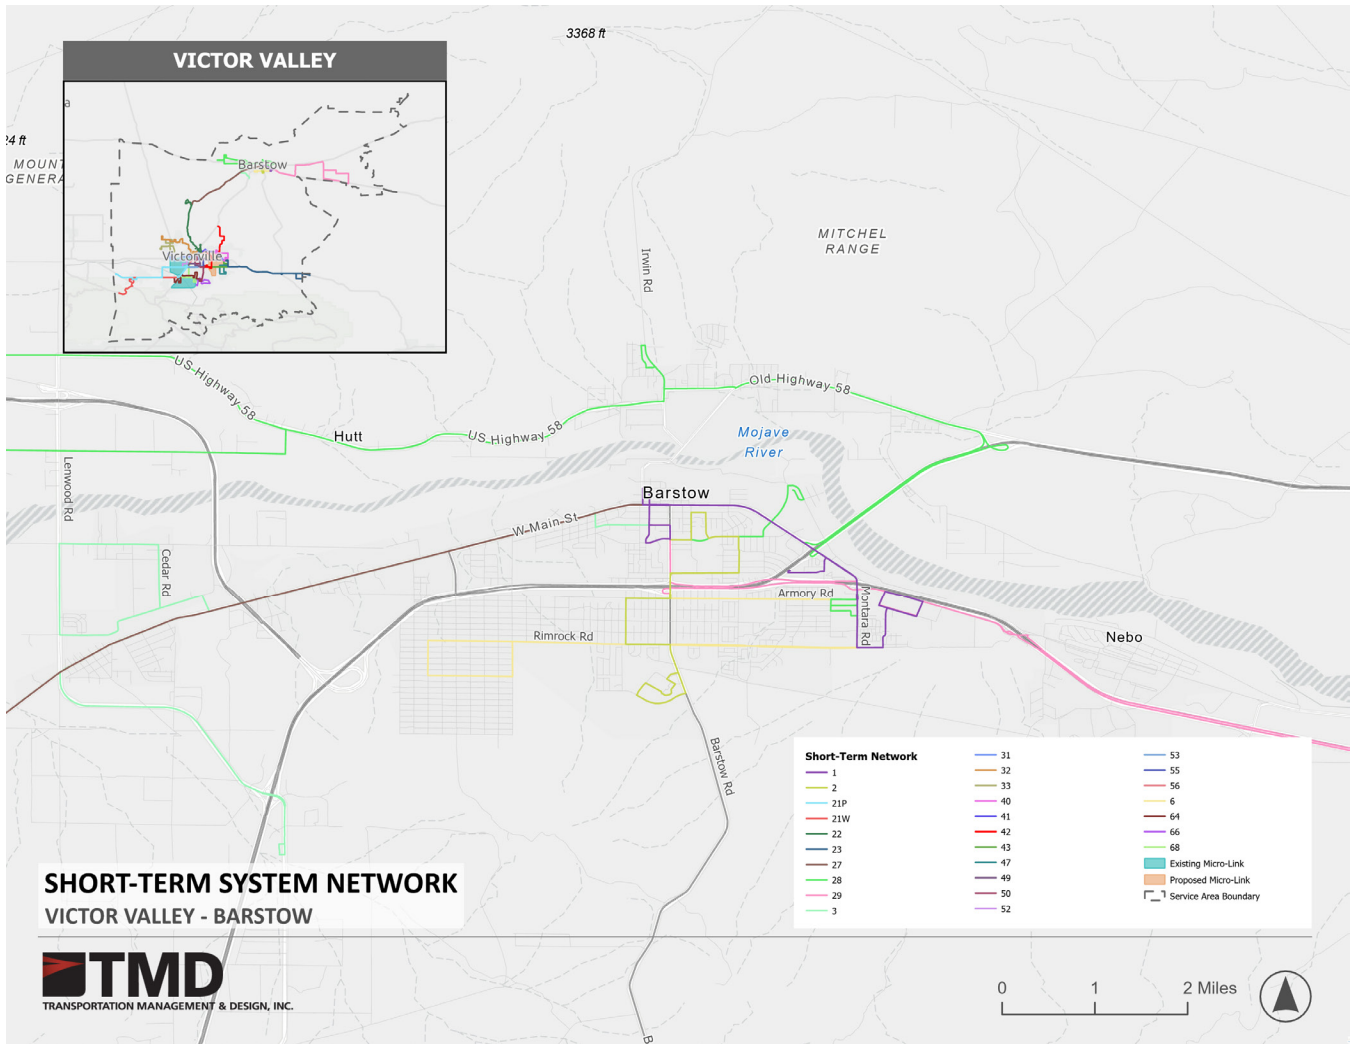 3368 ft
VICTOR VALLEY
a
24 ft
MOUNT
GENERA
Barstow
Victorville
MITCHEL
RANGE
Irwin Rd
US Highway 58
Old Highway 58
Hutt
US Highway 58
Mojave
River
Lenwood Rd
Barstow
W Main St
Cedar Rd
Armory Rd
Montara Rd
Rimrock Rd
Nebo
Barstow Rd
Short-Term Network
1
2
21P
21W
22
23
27
28
29
3
31
32
33
40
41
42
43
47
49
50
52
53
55
56
6
64
66
68
Existing Micro-Link
Proposed Micro-Link
Service Area Boundary
SHORT-TERM SYSTEM NETWORK
VICTOR VALLEY - BARSTOW
TMD
TRANSPORTATION MANAGEMENT & DESIGN, INC.
0 1 2 Miles
B